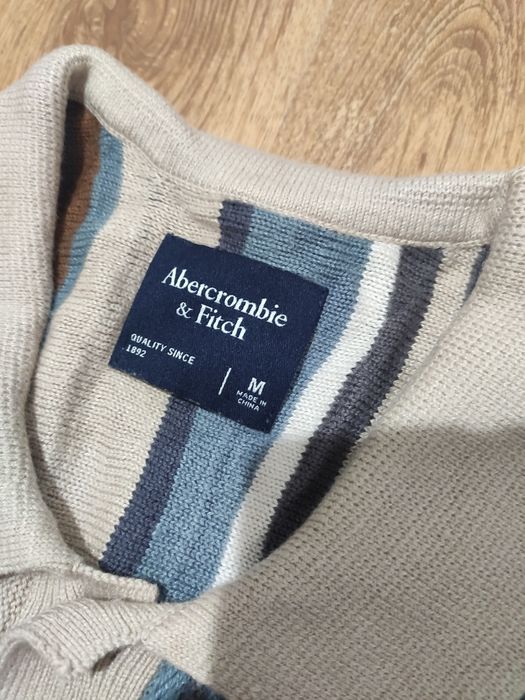 Abercrombie
& Fitch
QUALITY SINCE
1892
M
MADE IN
CHINA